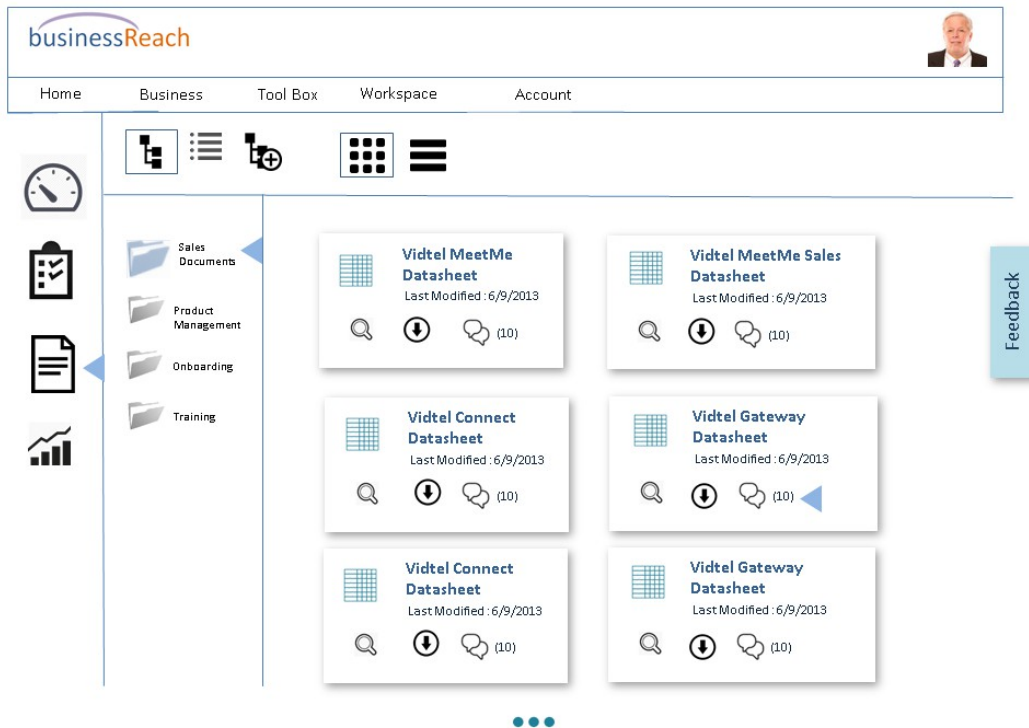 businessReach
Home Business Tool Box Workspace Account
Sales
Documents
Product
Management
Onboarding
Training
Vidtel MeetMe
Datasheet
Last Modified : 6/9/2013
(10)
Vidtel MeetMe Sales
Datasheet
Last Modified : 6/9/2013
(10)
Vidtel Connect
Datasheet
Last Modified : 6/9/2013
(10)
Vidtel Gateway
Datasheet
Last Modified : 6/9/2013
(10)
Vidtel Connect
Datasheet
Last Modified : 6/9/2013
(10)
Vidtel Gateway
Datasheet
Last Modified : 6/9/2013
(10)
Feedback